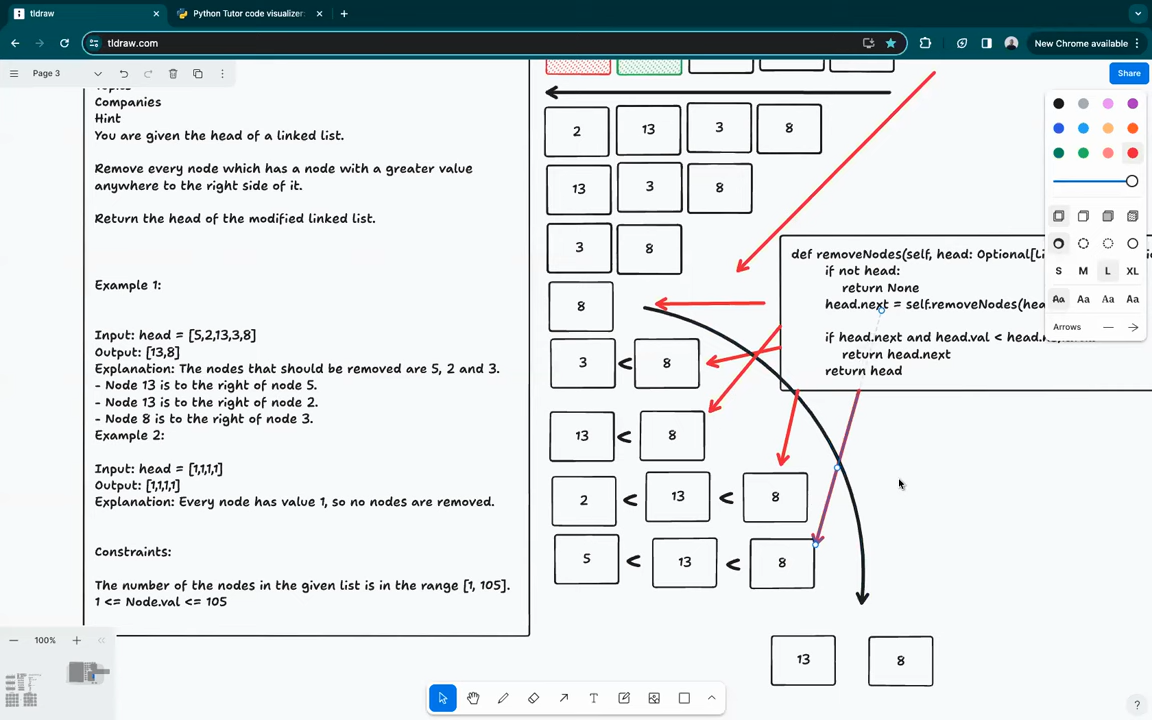 tldraw
Python Tutor code visualizer:
tldraw.com
New Chrome available
Page 3
Share
Companies
Hint
You are given the head of a linked list.
Remove every node which has a node with a greater value
anywhere to the right side of it.
Return the head of the modified linked list.
Example 1:
Input: head = [5,2,13,3,8]
Output: [13,8]
Explanation: The nodes that should be removed are 5, 2 and 3.
- Node 13 is to the right of node 5.
- Node 13 is to the right of node 2.
- Node 8 is to the right of node 3.
Example 2:
Input: head = [1,1,1,1]
Output: [1,1,1,1]
Explanation: Every node has value 1, so no nodes are removed.
Constraints:
The number of the nodes in the given list is in the range [1, 105].
1 <= Node.val <= 105
2 13 3 8
13 3 8
3 8
8
3 < 8
13 < 8
2 < 13 < 8
5 < 13 < 8
13 8
def removeNodes(self, head: Optional[Li
if not head:
return None
head.next = self.removeNodes(hea
if head.next and head.val < head.
return head.next
return head
S M L XL
Aa Aa Aa Aa
Arrows
100%
T
?